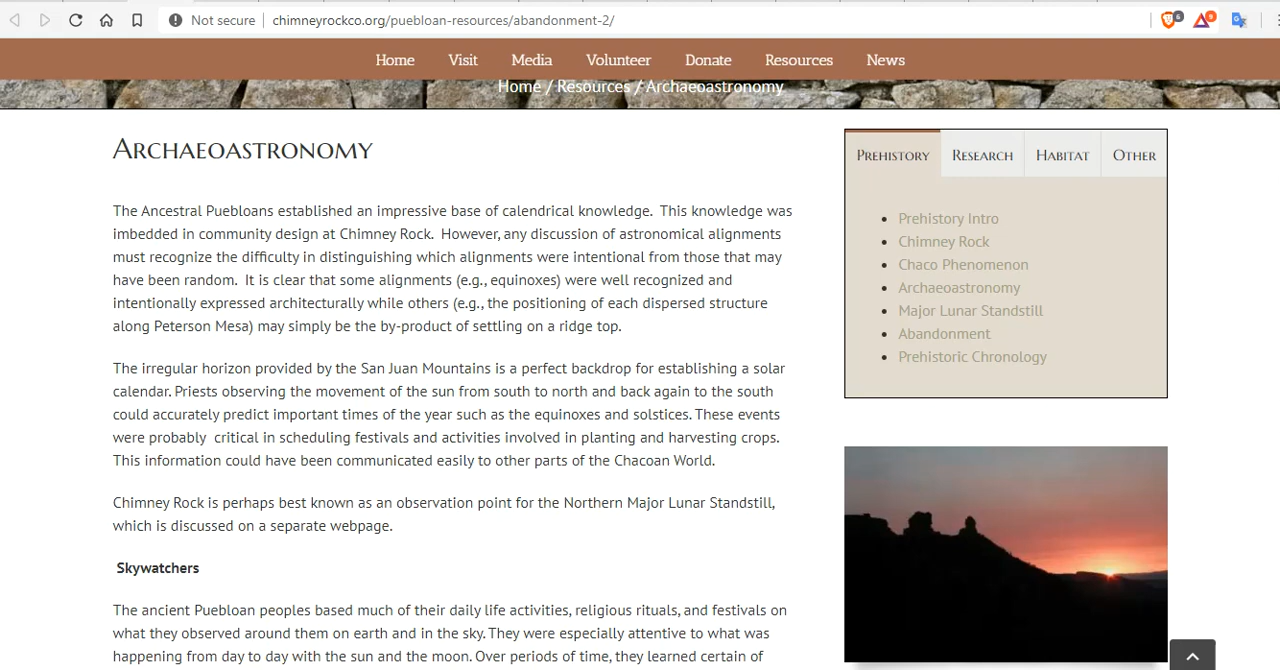 Not secure | chimneyrockco.org/puebloan-resources/abandonment-2/
6
9
Home Visit Media Volunteer Donate Resources News
Home / Resources / Archaeoastronomy
Archaeoastronomy
The Ancestral Puebloans established an impressive base of calendrical knowledge. This knowledge was
imbedded in community design at Chimney Rock. However, any discussion of astronomical alignments
must recognize the difficulty in distinguishing which alignments were intentional from those that may
have been random. It is clear that some alignments (e.g., equinoxes) were well recognized and
intentionally expressed architecturally while others (e.g., the positioning of each dispersed structure
along Peterson Mesa) may simply be the by-product of settling on a ridge top.
The irregular horizon provided by the San Juan Mountains is a perfect backdrop for establishing a solar
calendar. Priests observing the movement of the sun from south to north and back again to the south
could accurately predict important times of the year such as the equinoxes and solstices. These events
were probably critical in scheduling festivals and activities involved in planting and harvesting crops.
This information could have been communicated easily to other parts of the Chacoan World.
Chimney Rock is perhaps best known as an observation point for the Northern Major Lunar Standstill,
which is discussed on a separate webpage.
Skywatchers
The ancient Puebloan peoples based much of their daily life activities, religious rituals, and festivals on
what they observed around them on earth and in the sky. They were especially attentive to what was
happening from day to day with the sun and the moon. Over periods of time, they learned certain of
Prehistory Research Habitat Other
Prehistory Intro
Chimney Rock
Chaco Phenomenon
Archaeoastronomy
Major Lunar Standstill
Abandonment
Prehistoric Chronology